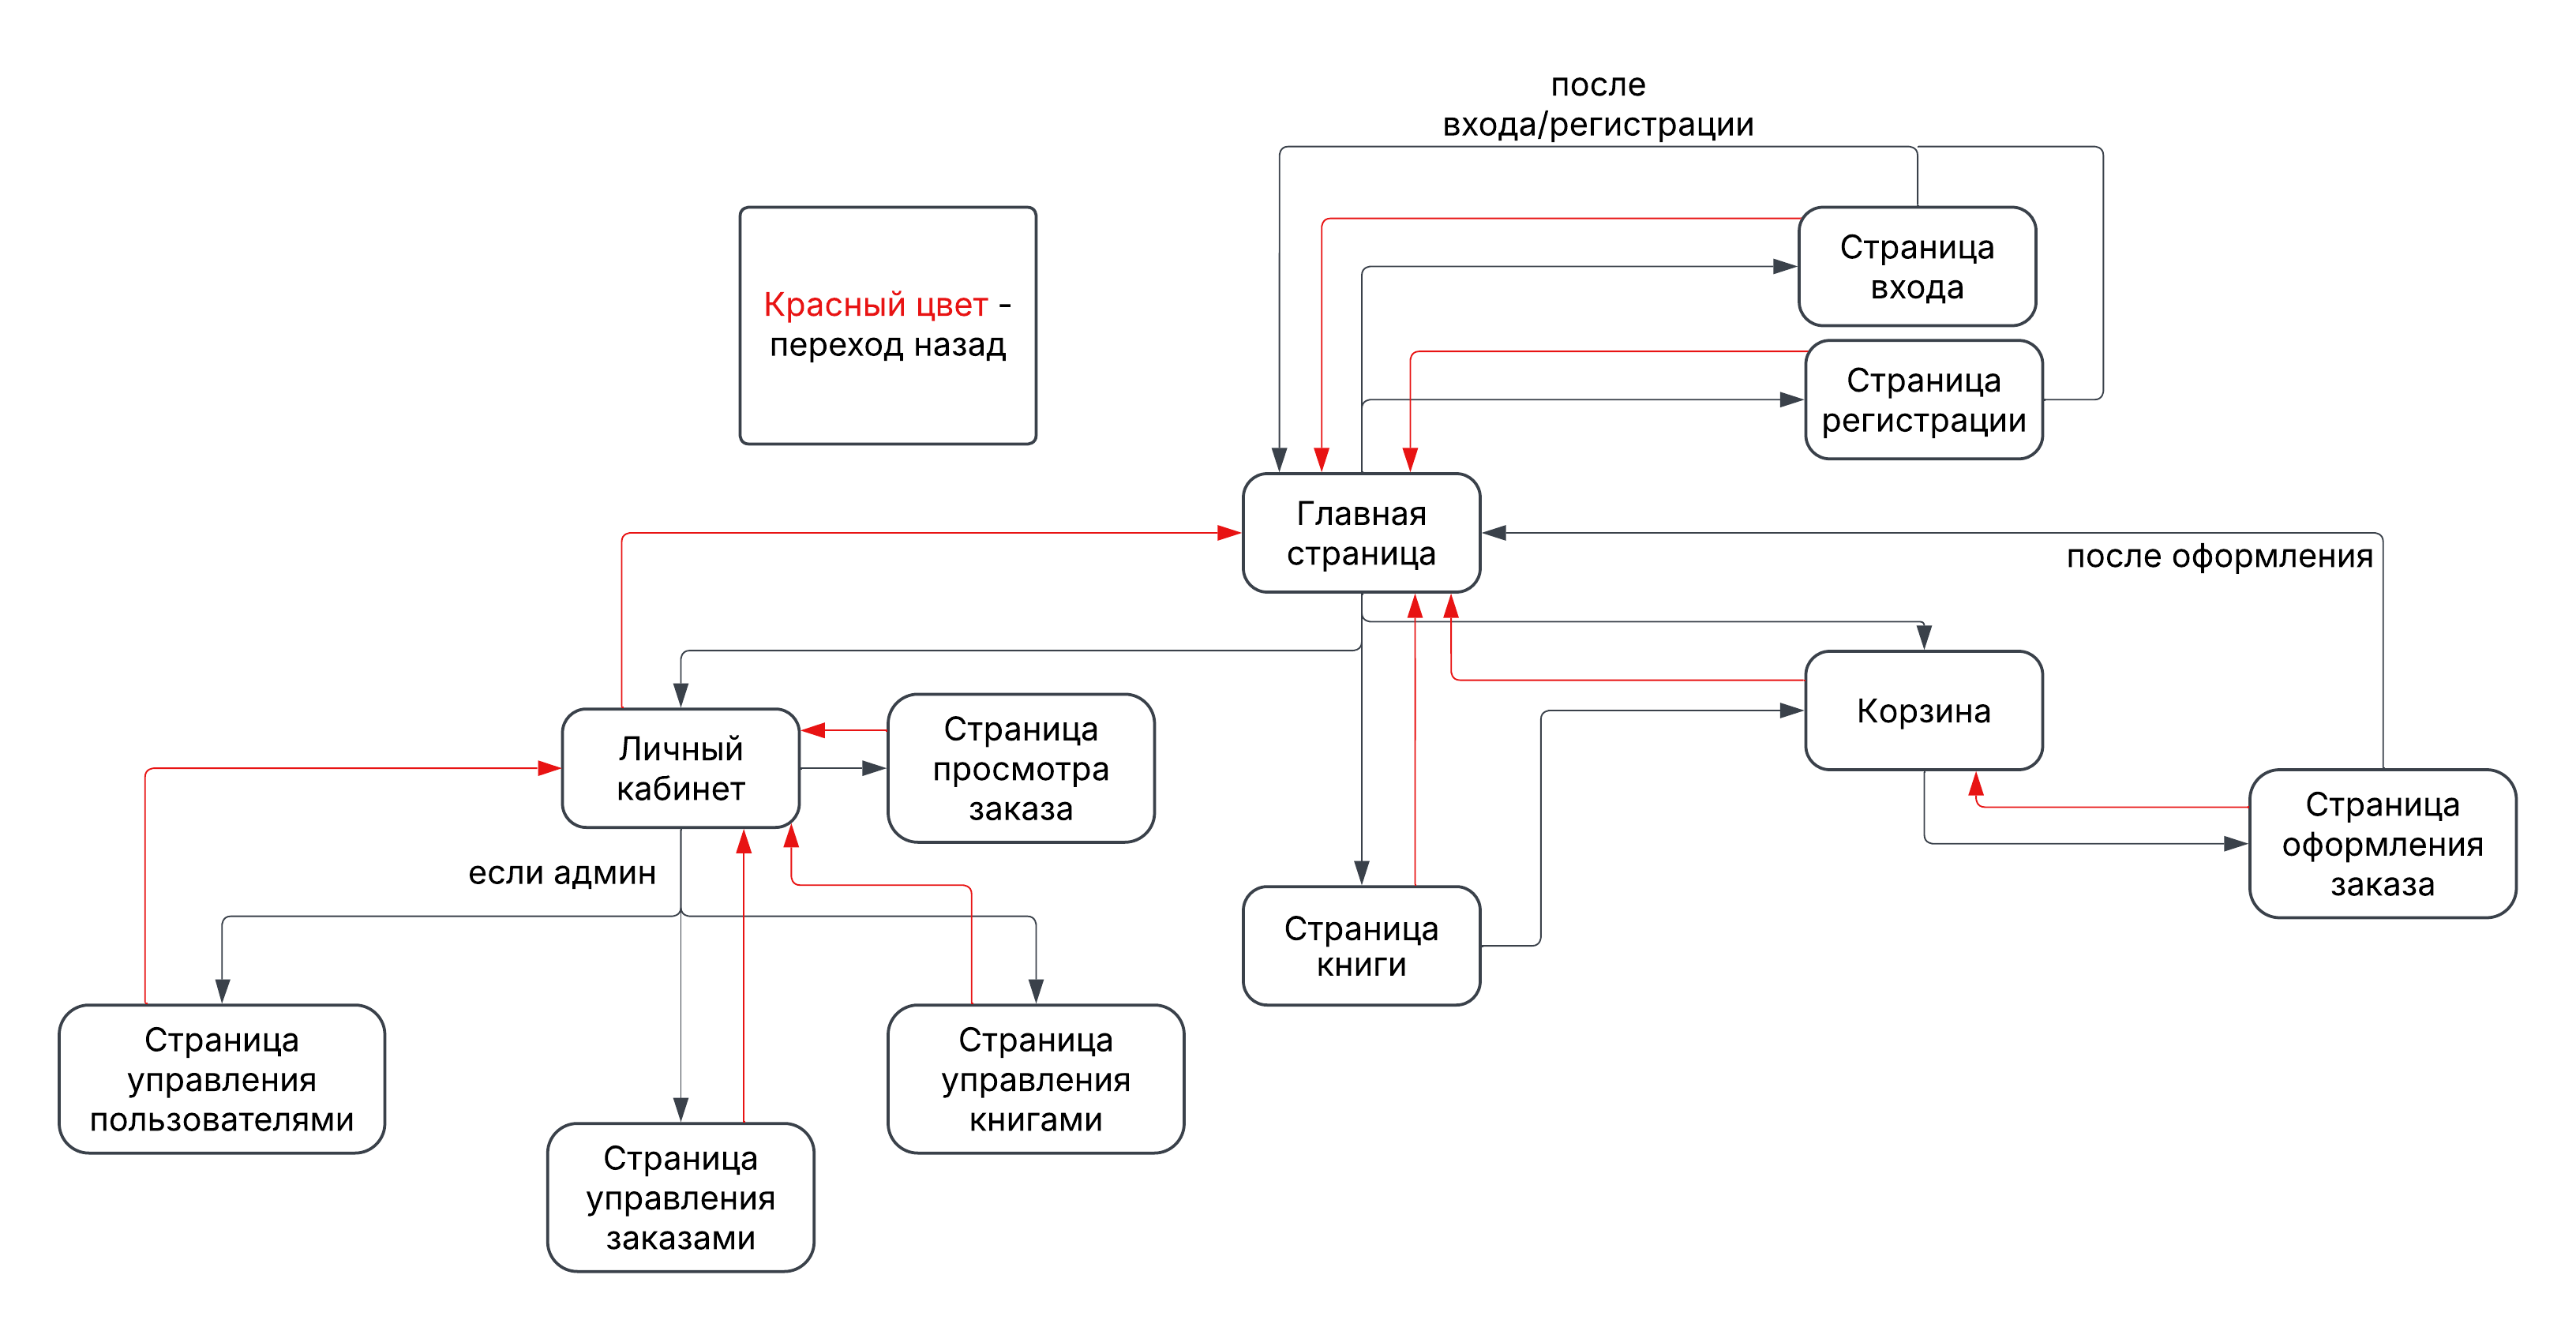 после
входа/регистрации
Страница
входа
Красный цвет -
переход назад
Страница
регистрации
Главная
страница
после оформления
Корзина
Личный
кабинет
Страница
просмотра
заказа
Страница
оформления
заказа
если админ
Страница
книги
Страница
управления
пользователями
Страница
управления
книгами
Страница
управления
заказами